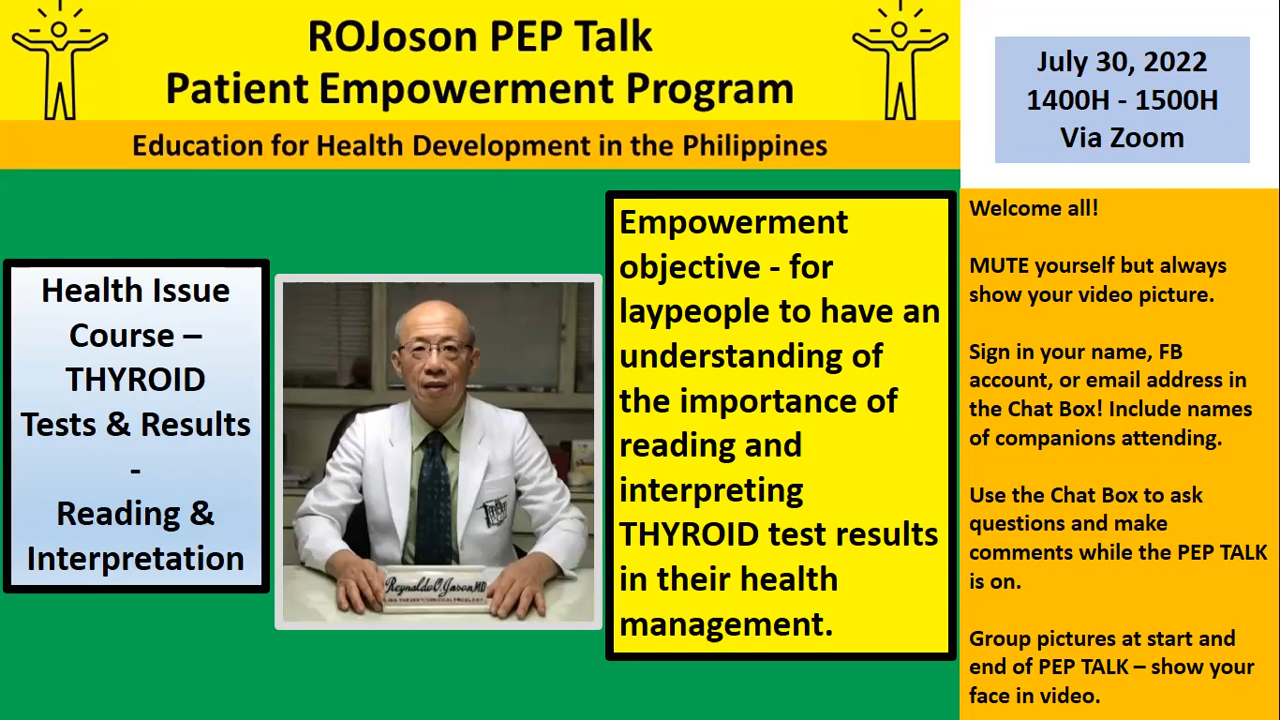 ROJoson PEP Talk
Patient Empowerment Program
Education for Health Development in the Philippines
July 30, 2022
1400H - 1500H
Via Zoom
Health Issue
Course –
THYROID
Tests & Results
-
Reading &
Interpretation
Reynaldo O. Joson, MD
Empowerment
objective - for
laypeople to have an
understanding of
the importance of
reading and
interpreting
THYROID test results
in their health
management.
Welcome all!
MUTE yourself but always
show your video picture.
Sign in your name, FB
account, or email address in
the Chat Box! Include names
of companions attending.
Use the Chat Box to ask
questions and make
comments while the PEP TALK
is on.
Group pictures at start and
end of PEP TALK – show your
face in video.